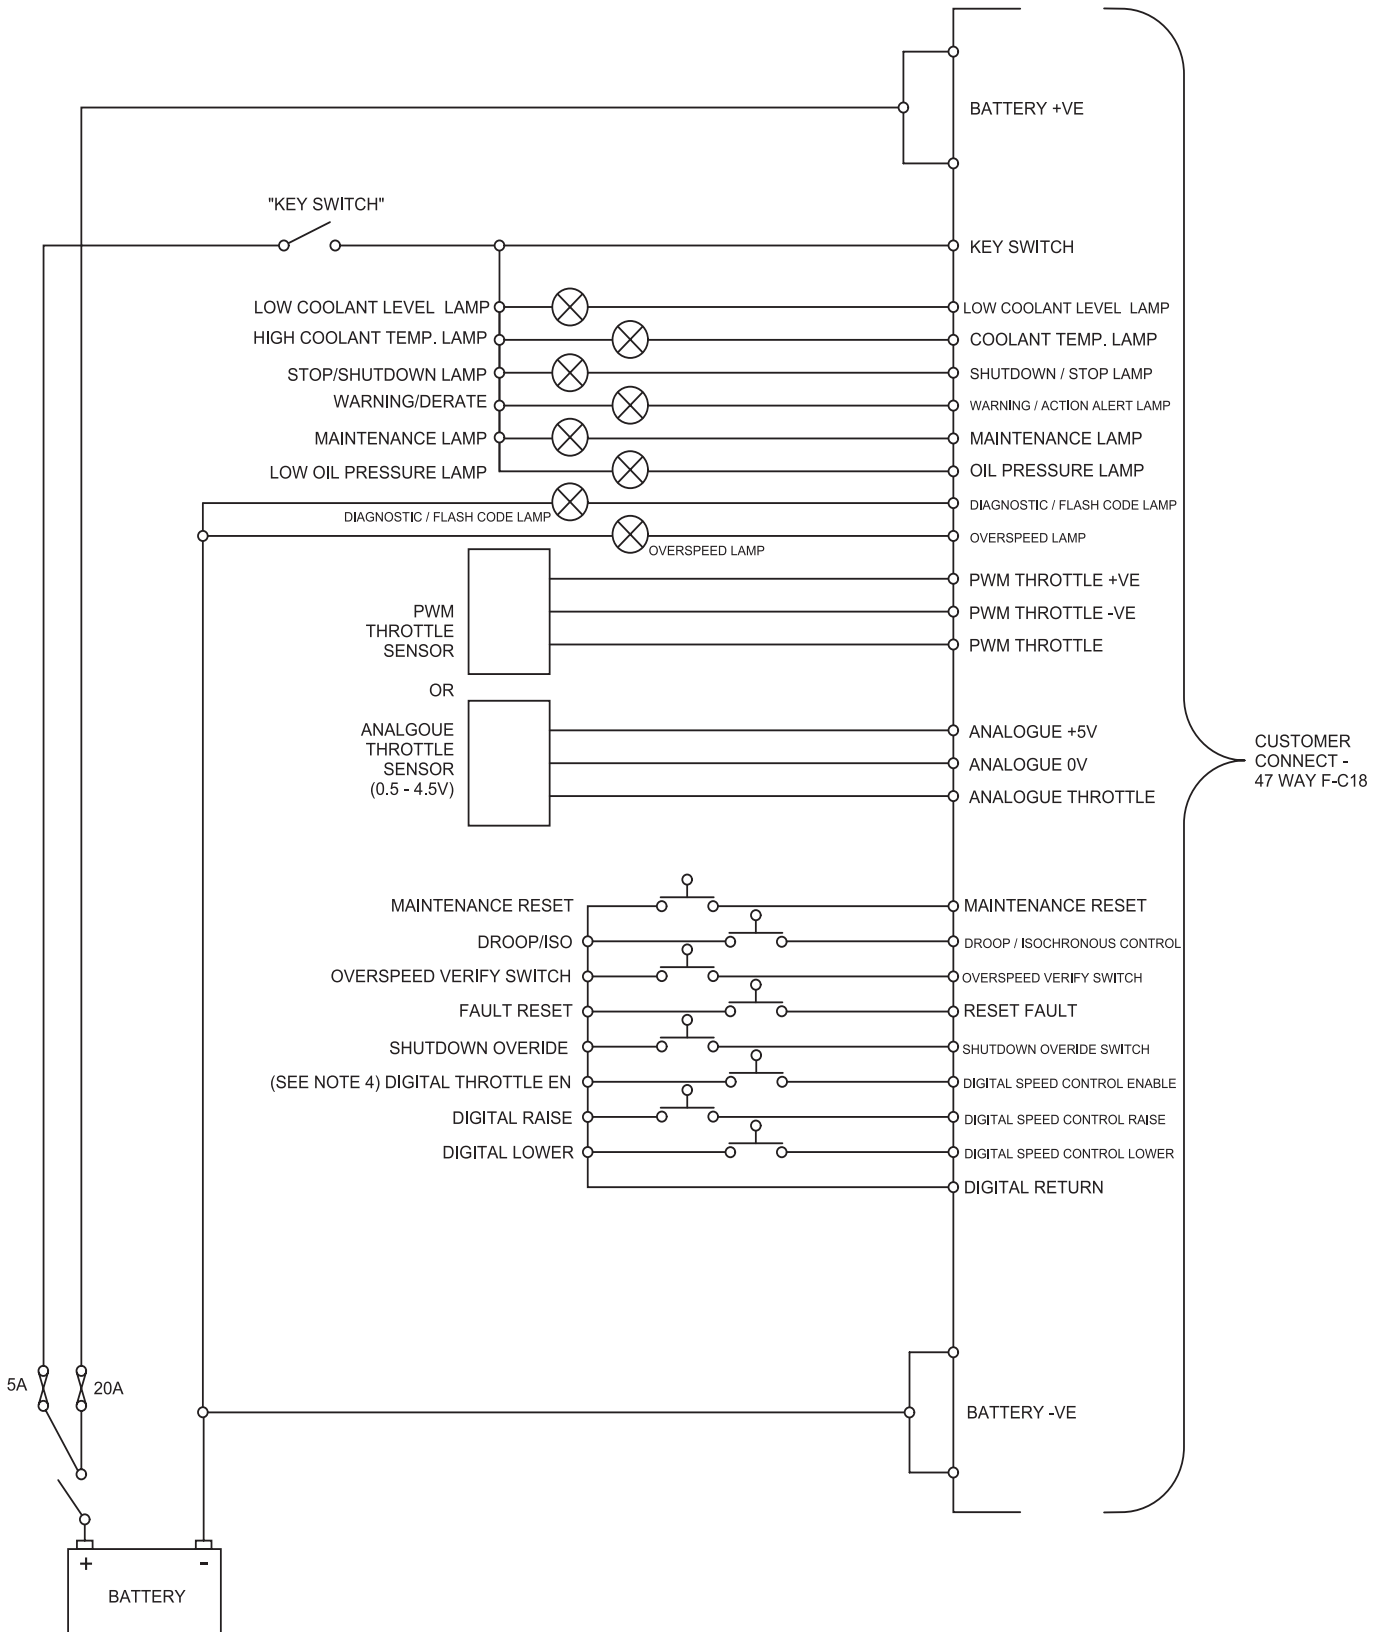 BATTERY +VE
"KEY SWITCH"
KEY SWITCH
LOW COOLANT LEVEL LAMP
LOW COOLANT LEVEL LAMP
HIGH COOLANT TEMP. LAMP
COOLANT TEMP. LAMP
STOP/SHUTDOWN LAMP
SHUTDOWN / STOP LAMP
WARNING/DERATE
WARNING / ACTION ALERT LAMP
MAINTENANCE LAMP
MAINTENANCE LAMP
LOW OIL PRESSURE LAMP
OIL PRESSURE LAMP
DIAGNOSTIC / FLASH CODE LAMP
DIAGNOSTIC / FLASH CODE LAMP
OVERSPEED LAMP
OVERSPEED LAMP
PWM
THROTTLE
SENSOR
PWM THROTTLE +VE
PWM THROTTLE -VE
PWM THROTTLE
OR
ANALGOUE
THROTTLE
SENSOR
(0.5 - 4.5V)
ANALOGUE +5V
ANALOGUE 0V
ANALOGUE THROTTLE
CUSTOMER
CONNECT -
47 WAY F-C18
MAINTENANCE RESET
MAINTENANCE RESET
DROOP/ISO
DROOP / ISOCHRONOUS CONTROL
OVERSPEED VERIFY SWITCH
OVERSPEED VERIFY SWITCH
FAULT RESET
RESET FAULT
SHUTDOWN OVERIDE
SHUTDOWN OVERIDE SWITCH
(SEE NOTE 4) DIGITAL THROTTLE EN
DIGITAL SPEED CONTROL ENABLE
DIGITAL RAISE
DIGITAL SPEED CONTROL RAISE
DIGITAL LOWER
DIGITAL SPEED CONTROL LOWER
DIGITAL RETURN
5A
20A
BATTERY -VE
+
-
BATTERY